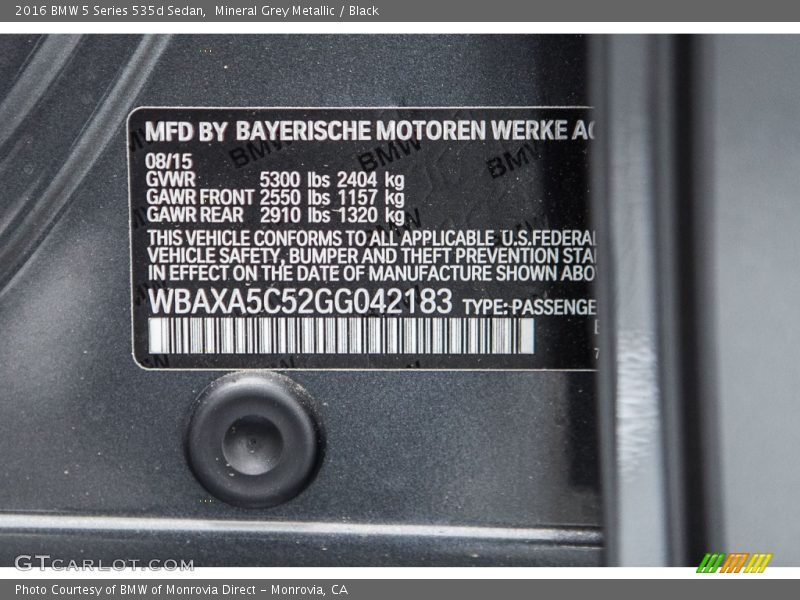 2016 BMW 5 Series 535d Sedan, Mineral Grey Metallic / Black
MFD BY BAYERISCHE MOTOREN WERKE AG
08/15
GVWR 5300 lbs 2404 kg
GAWR FRONT 2550 lbs 1157 kg
GAWR REAR 2910 lbs 1320 kg
THIS VEHICLE CONFORMS TO ALL APPLICABLE U.S.FEDERAL
VEHICLE SAFETY, BUMPER AND THEFT PREVENTION STA
IN EFFECT ON THE DATE OF MANUFACTURE SHOWN ABO
WBAXA5C52GG042183 TYPE:PASSENGE
GTCARLOT.COM
Photo Courtesy of BMW of Monrovia Direct – Monrovia, CA